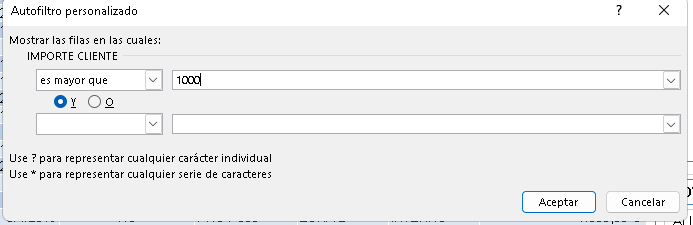 Autofiltro personalizado ? ×
Mostrar las filas en las cuales:
IMPORTE CLIENTE
es mayor que 1000
Y O
Use ? para representar cualquier carácter individual
Use * para representar cualquier serie de caracteres
Aceptar Cancelar